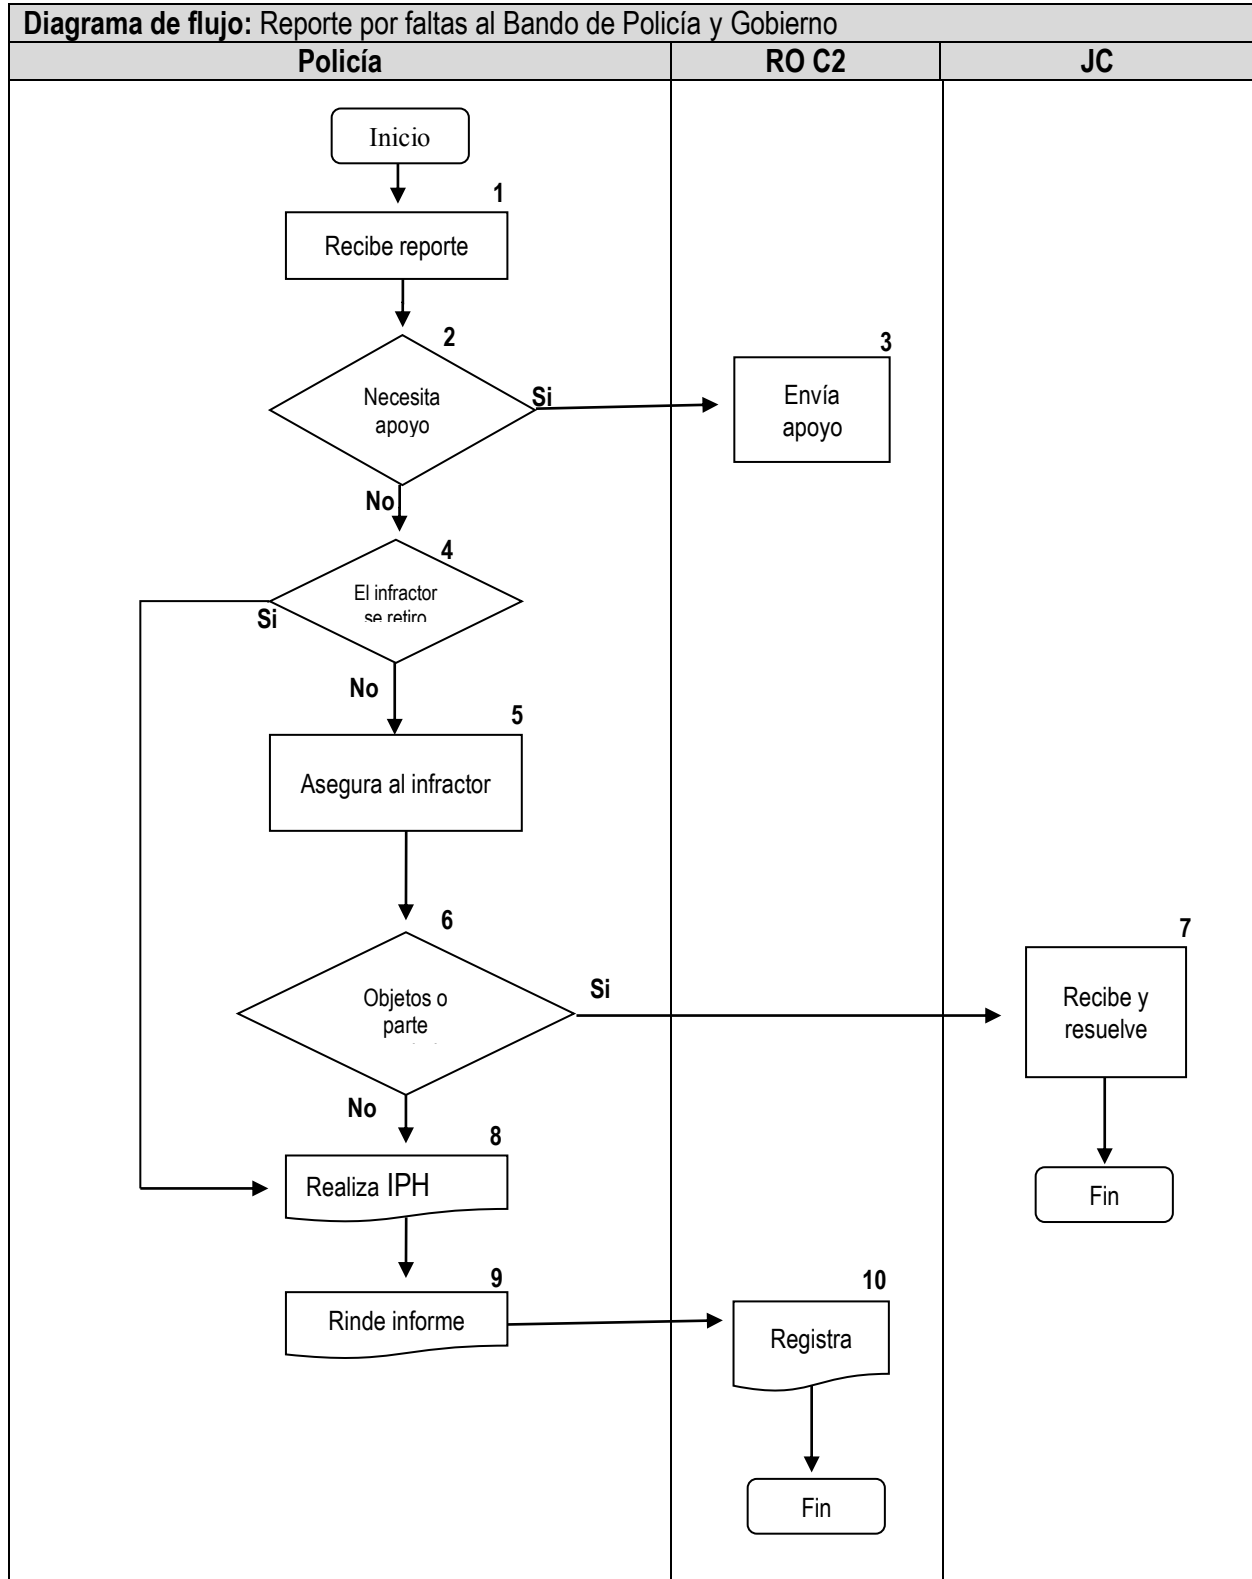 Diagrama de flujo: Reporte por faltas al Bando de Policía y Gobierno
Policía
RO C2
JC
Inicio
1
Recibe reporte
2
Necesita
apoyo
Si
3
Envía
apoyo
No
4
El infractor
se retiro
Si
No
5
Asegura al infractor
6
Objetos o
parte
Si
7
Recibe y
resuelve
No
8
Realiza IPH
Fin
9
Rinde informe
10
Registra
Fin